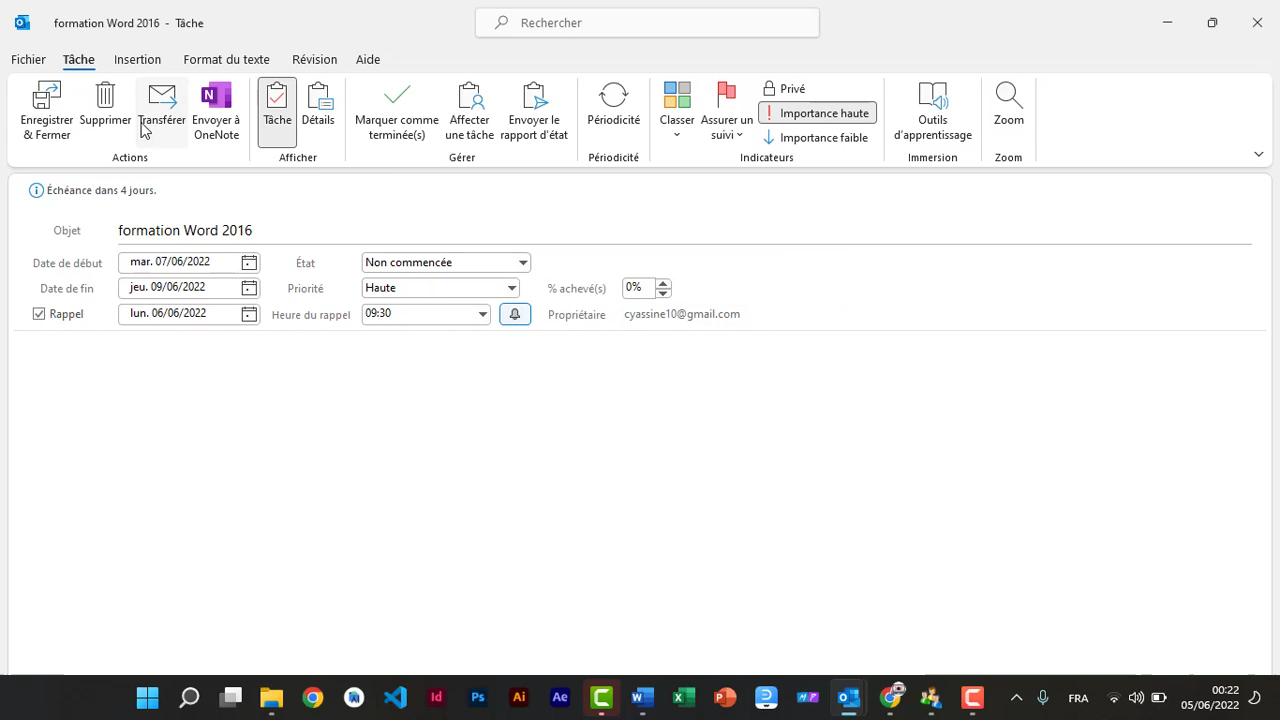 formation Word 2016 - Tâche
Rechercher
Fichier Tâche Insertion Format du texte Révision Aide
Enregistrer & Fermer
Supprimer
Transférer
Envoyer à OneNote
Tâche
Détails
Marquer comme terminée(s)
Affecter une tâche
Envoyer le rapport d'état
Périodicité
Classer
Assurer un suivi
Privé
Importance haute
Importance faible
Outils d'apprentissage
Zoom
Actions Afficher Gérer Périodicité Indicateurs Immersion Zoom
Échéance dans 4 jours.
Objet formation Word 2016
Date de début mar. 07/06/2022 État Non commencée
Date de fin jeu. 09/06/2022 Priorité Haute % achevé(s) 0%
Rappel lun. 06/06/2022 Heure du rappel 09:30 Propriétaire cyassine10@gmail.com
Id Ps Ai Ae FRA 00:22
05/06/2022